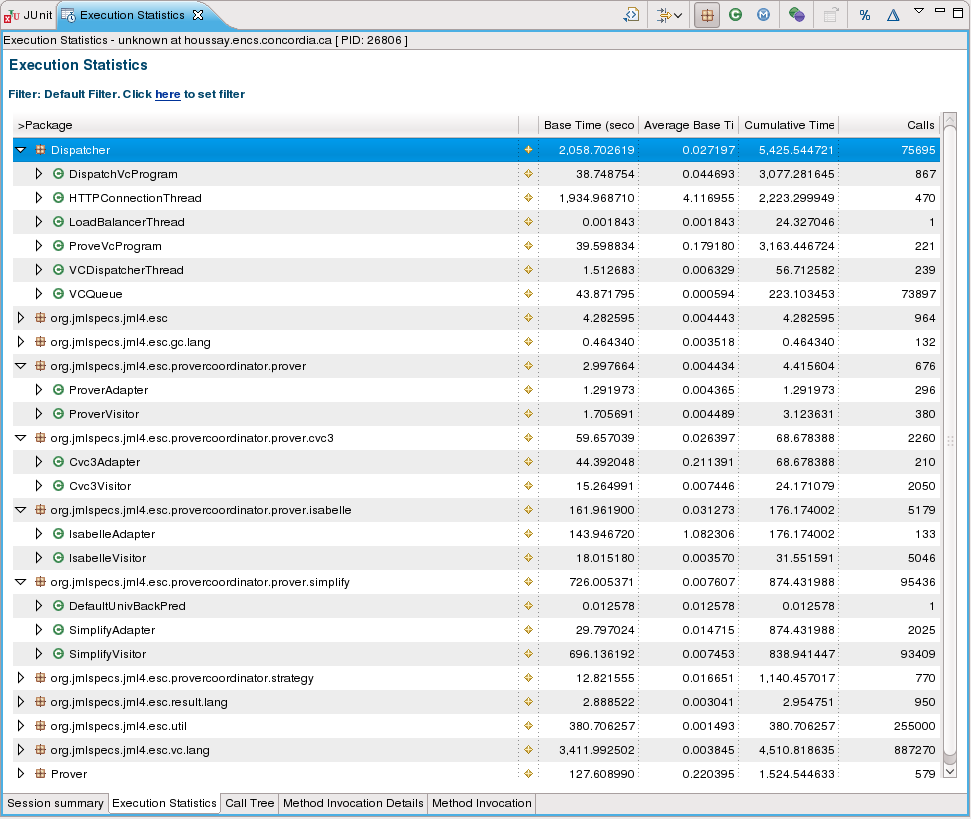 JUnit Execution Statistics %
Execution Statistics - unknown at houssay.encs.concordia.ca [ PID: 26806 ]
Execution Statistics
Filter: Default Filter. Click here to set filter
>Package Base Time (seco Average Base Ti Cumulative Time Calls
Dispatcher 2,058.702619 0.027197 5,425.544721 75695
DispatchVcProgram 38.748754 0.044693 3,077.281645 867
HTTPConnectionThread 1,934.968710 4.116955 2,223.299949 470
LoadBalancerThread 0.001843 0.001843 24.327046 1
ProveVcProgram 39.598834 0.179180 3,163.446724 221
VCDispatcherThread 1.512683 0.006329 56.712582 239
VCQueue 43.871795 0.000594 223.103453 73897
org.jmlspecs.jml4.esc 4.282595 0.004443 4.282595 964
org.jmlspecs.jml4.esc.gc.lang 0.464340 0.003518 0.464340 132
org.jmlspecs.jml4.esc.provercoordinator.prover 2.997664 0.004434 4.415604 676
ProverAdapter 1.291973 0.004365 1.291973 296
ProverVisitor 1.705691 0.004489 3.123631 380
org.jmlspecs.jml4.esc.provercoordinator.prover.cvc3 59.657039 0.026397 68.678388 2260
Cvc3Adapter 44.392048 0.211391 68.678388 210
Cvc3Visitor 15.264991 0.007446 24.171079 2050
org.jmlspecs.jml4.esc.provercoordinator.prover.isabelle 161.961900 0.031273 176.174002 5179
IsabelleAdapter 143.946720 1.082306 176.174002 133
IsabelleVisitor 18.015180 0.003570 31.551591 5046
org.jmlspecs.jml4.esc.provercoordinator.prover.simplify 726.005371 0.007607 874.431988 95436
DefaultUnivBackPred 0.012578 0.012578 0.012578 1
SimplifyAdapter 29.797024 0.014715 874.431988 2025
SimplifyVisitor 696.136192 0.007453 838.941447 93409
org.jmlspecs.jml4.esc.provercoordinator.strategy 12.821555 0.016651 1,140.457017 770
org.jmlspecs.jml4.esc.result.lang 2.888522 0.003041 2.954751 950
org.jmlspecs.jml4.esc.util 380.706257 0.001493 380.706257 255000
org.jmlspecs.jml4.esc.vc.lang 3,411.992502 0.003845 4,510.818635 887270
Prover 127.608990 0.220395 1,524.544633 579
Session summary Execution Statistics Call Tree Method Invocation Details Method Invocation